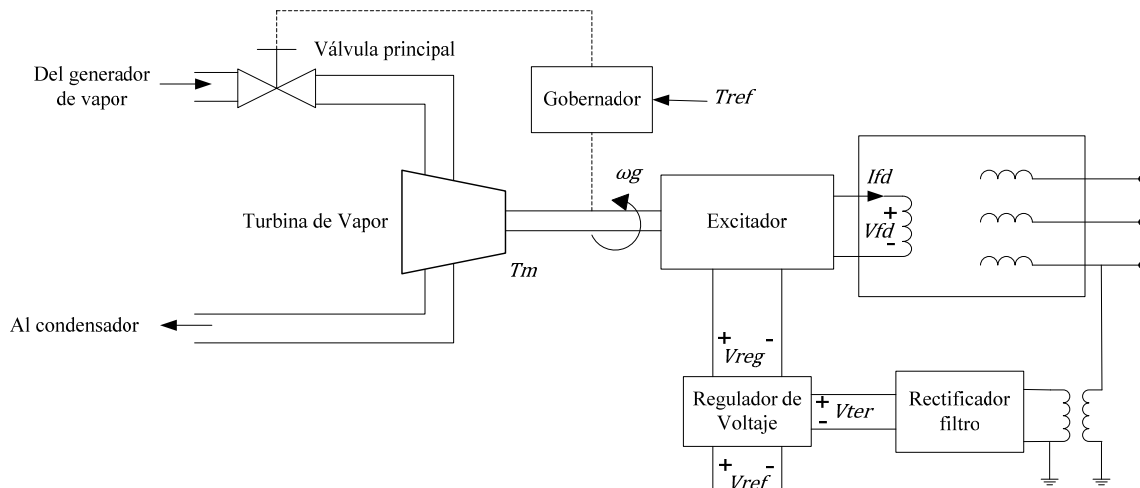 Válvula principal
Del generador
de vapor
Gobernador
Tref
ωg
Ifd
Turbina de Vapor
Excitador
+
Vfd
-
Tm
Al condensador
+ -
Vreg
Regulador de
Voltaje
+
Vter
-
Rectificador
filtro
+ -
Vref